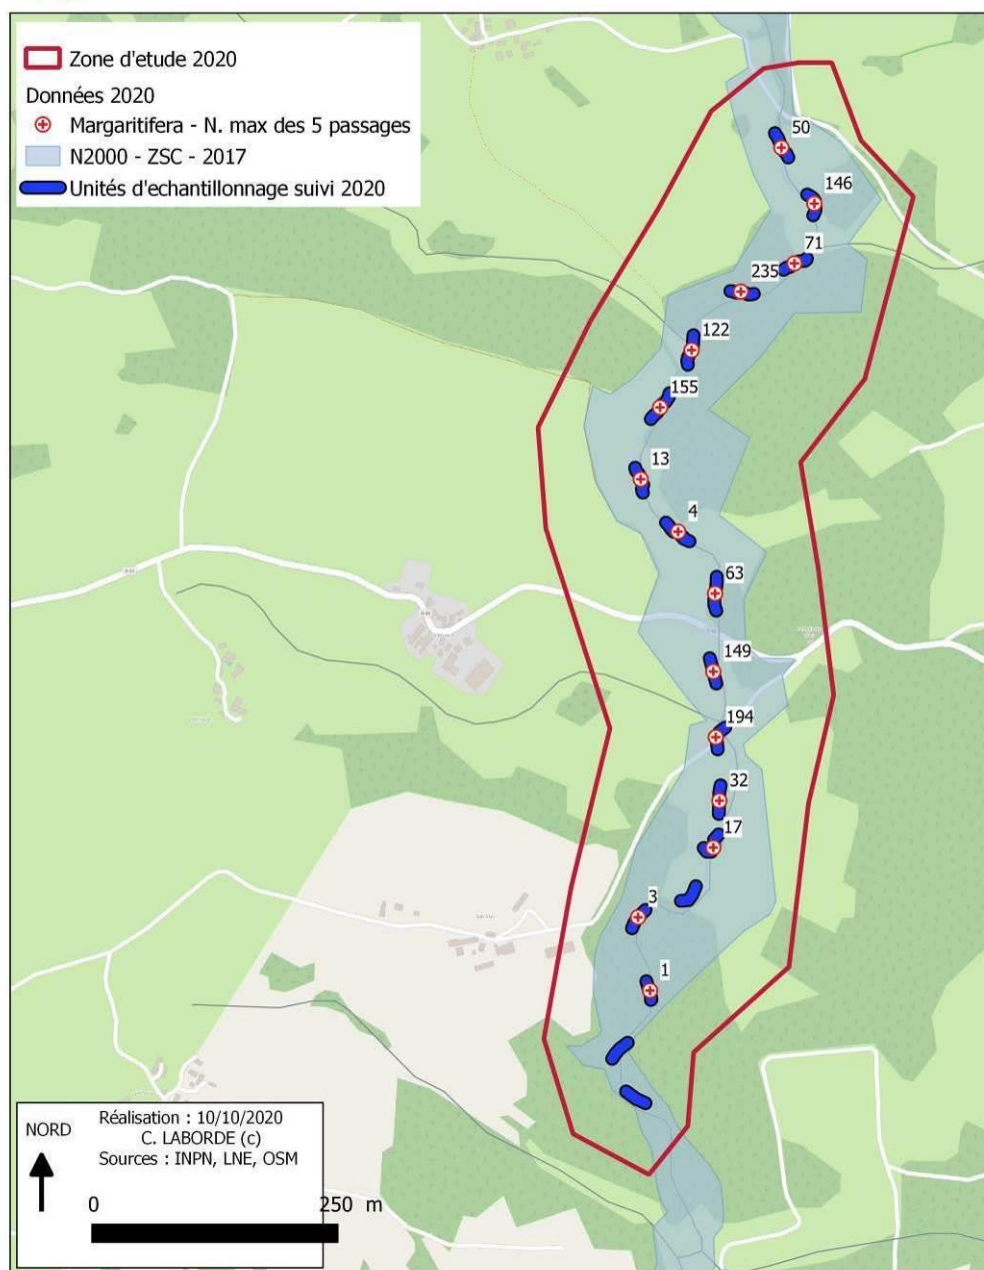 Zone d'etude 2020
Données 2020
Margaritifera - N. max des 5 passages
N2000 - ZSC - 2017
Unités d'echantillonnage suivi 2020
50
146
71
235
122
155
13
4
63
149
194
32
17
3
1
NORD
Réalisation : 10/10/2020
C. LABORDE (c)
Sources : INPN, LNE, OSM
0 250 m